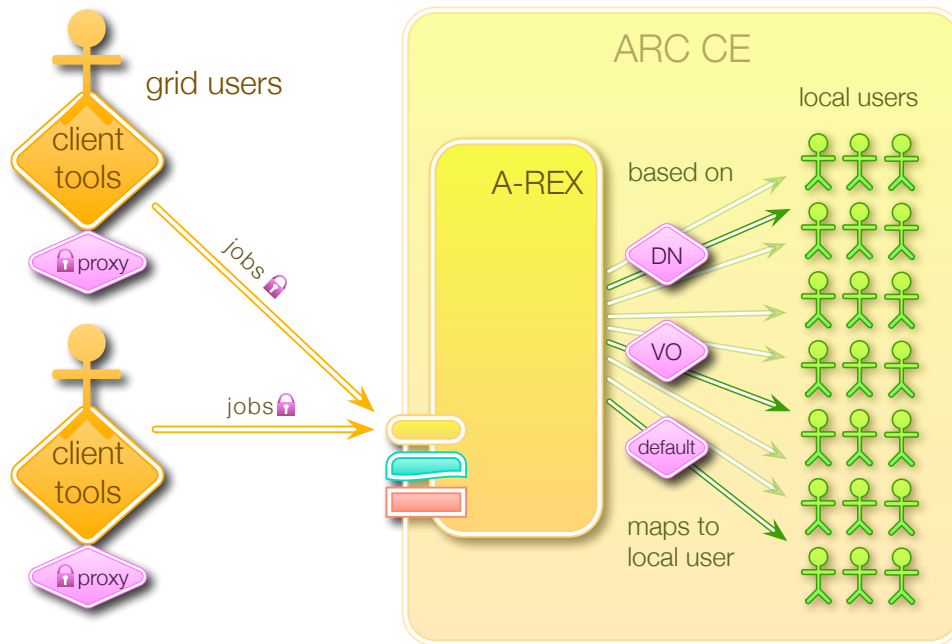 ARC CE
grid users
local users
client
tools
proxy
A-REX
based on
jobs
DN
client
tools
proxy
jobs
VO
default
maps to
local user